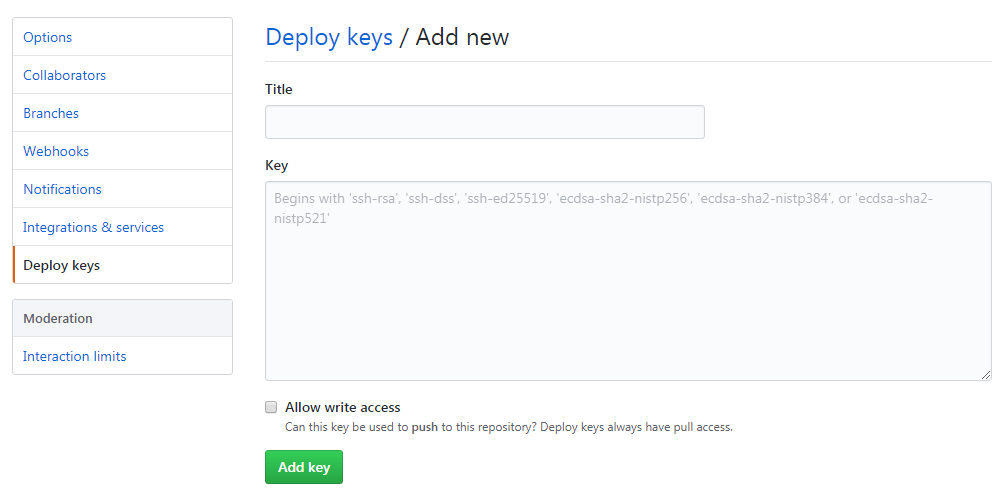 Options
Collaborators
Branches
Webhooks
Notifications
Integrations & services
Deploy keys
Moderation
Interaction limits
Deploy keys / Add new
Title
Key
Begins with 'ssh-rsa', 'ssh-dss', 'ssh-ed25519', 'ecdsa-sha2-nistp256', 'ecdsa-sha2-nistp384', or 'ecdsa-sha2-
nistp521'
Allow write access
Can this key be used to push to this repository? Deploy keys always have pull access.
Add key